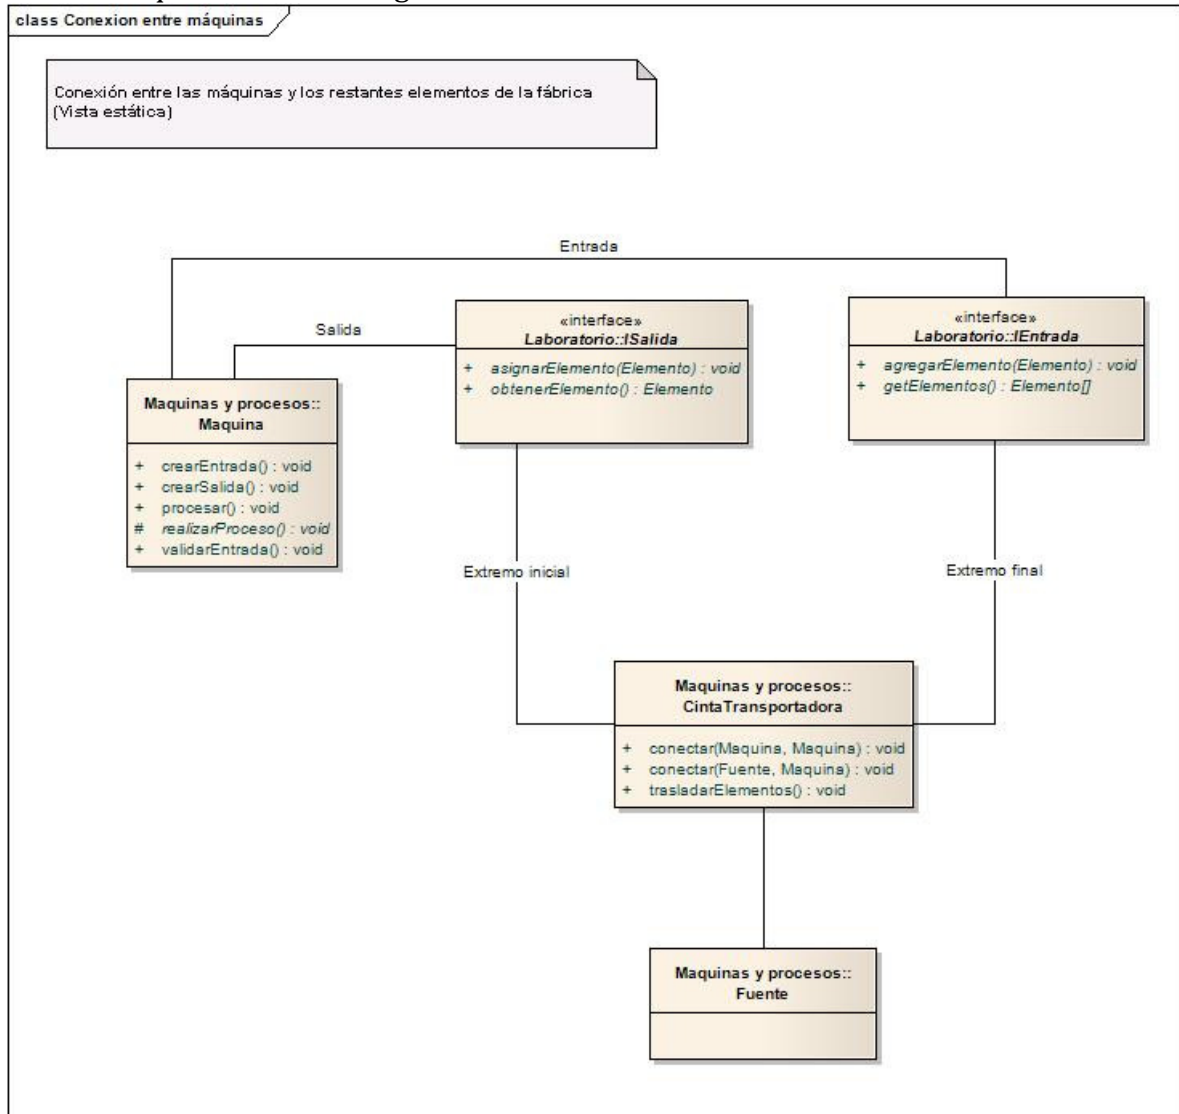 class Conexion entre máquinas
Conexión entre las máquinas y los restantes elementos de la fábrica
(Vista estática)
Entrada
Salida
«interface»
Laboratorio::ISalida
+ asignarElemento(Elemento) : void
+ obtenerElemento() : Elemento
«interface»
Laboratorio::IEntrada
+ agregarElemento(Elemento) : void
+ getElementos() : Elemento[]
Maquinas y procesos::
Maquina
+ crearEntrada() : void
+ crearSalida() : void
+ procesar() : void
# realizarProceso() : void
+ validarEntrada() : void
Extremo inicial
Extremo final
Maquinas y procesos::
CintaTransportadora
+ conectar(Maquina, Maquina) : void
+ conectar(Fuente, Maquina) : void
+ trasladarElementos() : void
Maquinas y procesos::
Fuente